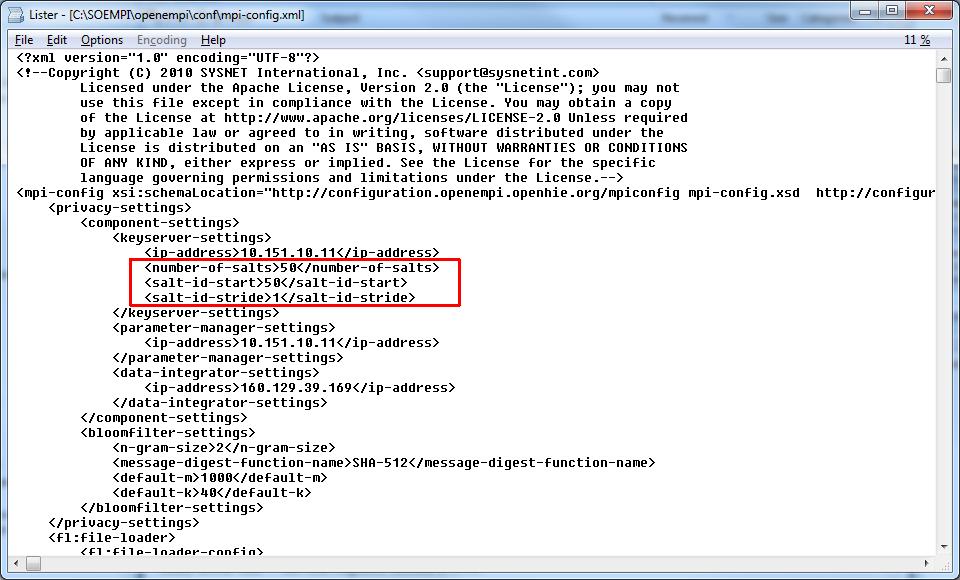 Lister - [C:\SOEMPI\openempi\conf\mpi-config.xml]
File Edit Options Encoding Help 11 %
<?xml version="1.0" encoding="UTF-8"?>
<!--Copyright (C) 2010 SYSNET International, Inc. <support@sysnetint.com>
Licensed under the Apache License, Version 2.0 (the "License"); you may not
use this file except in compliance with the License. You may obtain a copy
of the License at http://www.apache.org/licenses/LICENSE-2.0 Unless required
by applicable law or agreed to in writing, software distributed under the
License is distributed on an "AS IS" BASIS, WITHOUT WARRANTIES OR CONDITIONS
OF ANY KIND, either express or implied. See the License for the specific
language governing permissions and limitations under the License.-->
<mpi-config xsi:schemaLocation="http://configuration.openempi.openhie.org/mpiconfig mpi-config.xsd  http://configur
<privacy-settings>
<component-settings>
<keyserver-settings>
<ip-address>10.151.10.11</ip-address>
<number-of-salts>50</number-of-salts>
<salt-id-start>50</salt-id-start>
<salt-id-stride>1</salt-id-stride>
</keyserver-settings>
<parameter-manager-settings>
<ip-address>10.151.10.11</ip-address>
</parameter-manager-settings>
<data-integrator-settings>
<ip-address>160.129.39.169</ip-address>
</data-integrator-settings>
</component-settings>
<bloomfilter-settings>
<n-gram-size>2</n-gram-size>
<message-digest-function-name>SHA-512</message-digest-function-name>
<default-m>1000</default-m>
<default-k>40</default-k>
</bloomfilter-settings>
</privacy-settings>
<fl:file-loader>
<fl:file-loader-config>